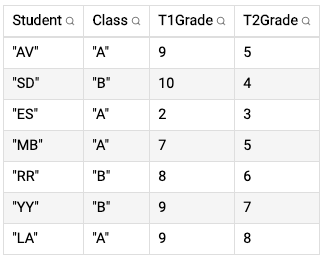 Student Class T1Grade T2Grade
"AV" "A" 9 5
"SD" "B" 10 4
"ES" "A" 2 3
"MB" "A" 7 5
"RR" "B" 8 6
"YY" "B" 9 7
"LA" "A" 9 8